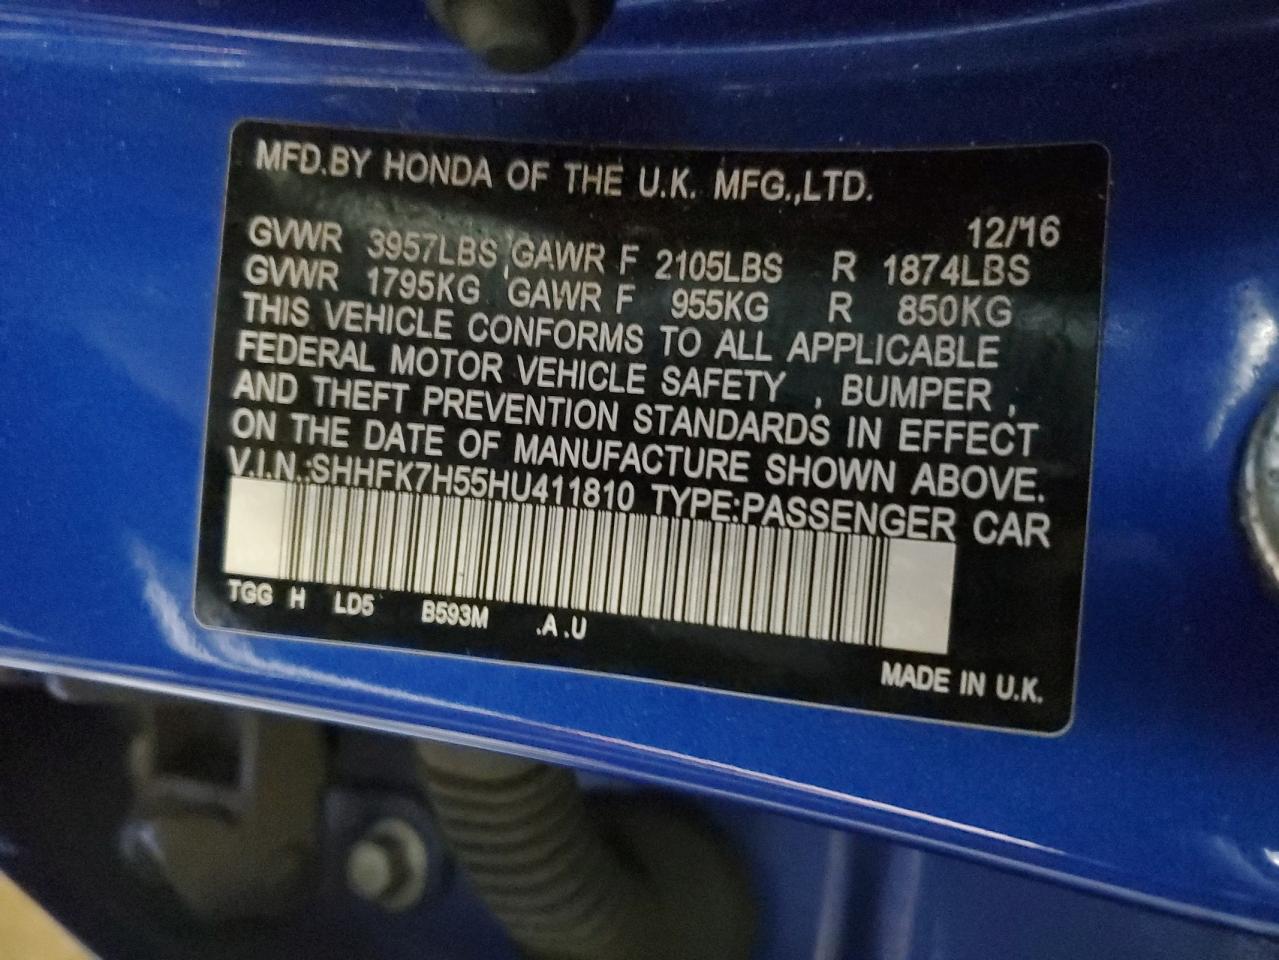 MFD.BY HONDA OF THE U.K. MFG.,LTD.
12/16
GVWR 3957LBS GAWR F 2105LBS R 1874LBS
GVWR 1795KG GAWR F 955KG R 850KG
THIS VEHICLE CONFORMS TO ALL APPLICABLE
FEDERAL MOTOR VEHICLE SAFETY , BUMPER ,
AND THEFT PREVENTION STANDARDS IN EFFECT
ON THE DATE OF MANUFACTURE SHOWN ABOVE.
V.I.N.:SHHFK7H55HU411810 TYPE:PASSENGER CAR
TGG H LD5 B593M .A .U
MADE IN U.K.